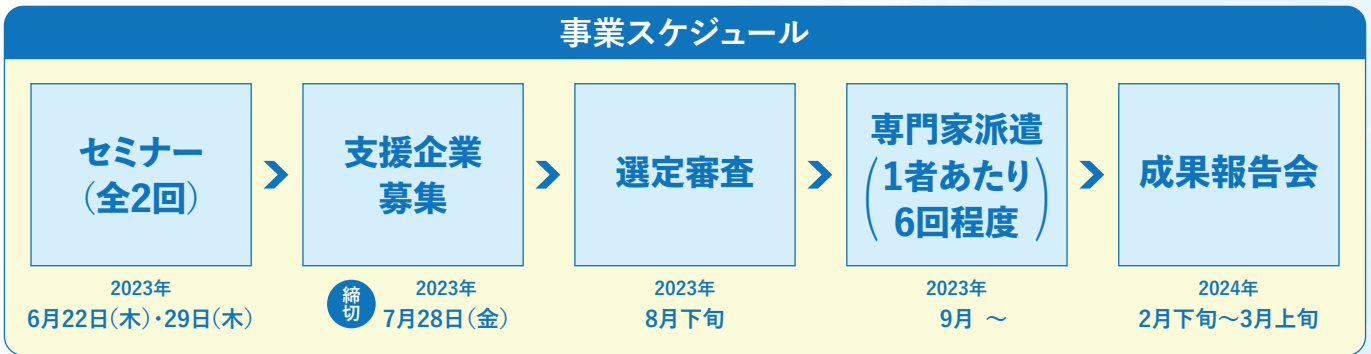 事業スケジュール
セミナー
（全2回）
支援企業
募集
選定審査
専門家派遣
（1者あたり
6回程度）
成果報告会
2023年
6月22日（木）・29日（木）
締切
2023年
7月28日（金）
2023年
8月下旬
2023年
9月 ～
2024年
2月下旬～3月上旬